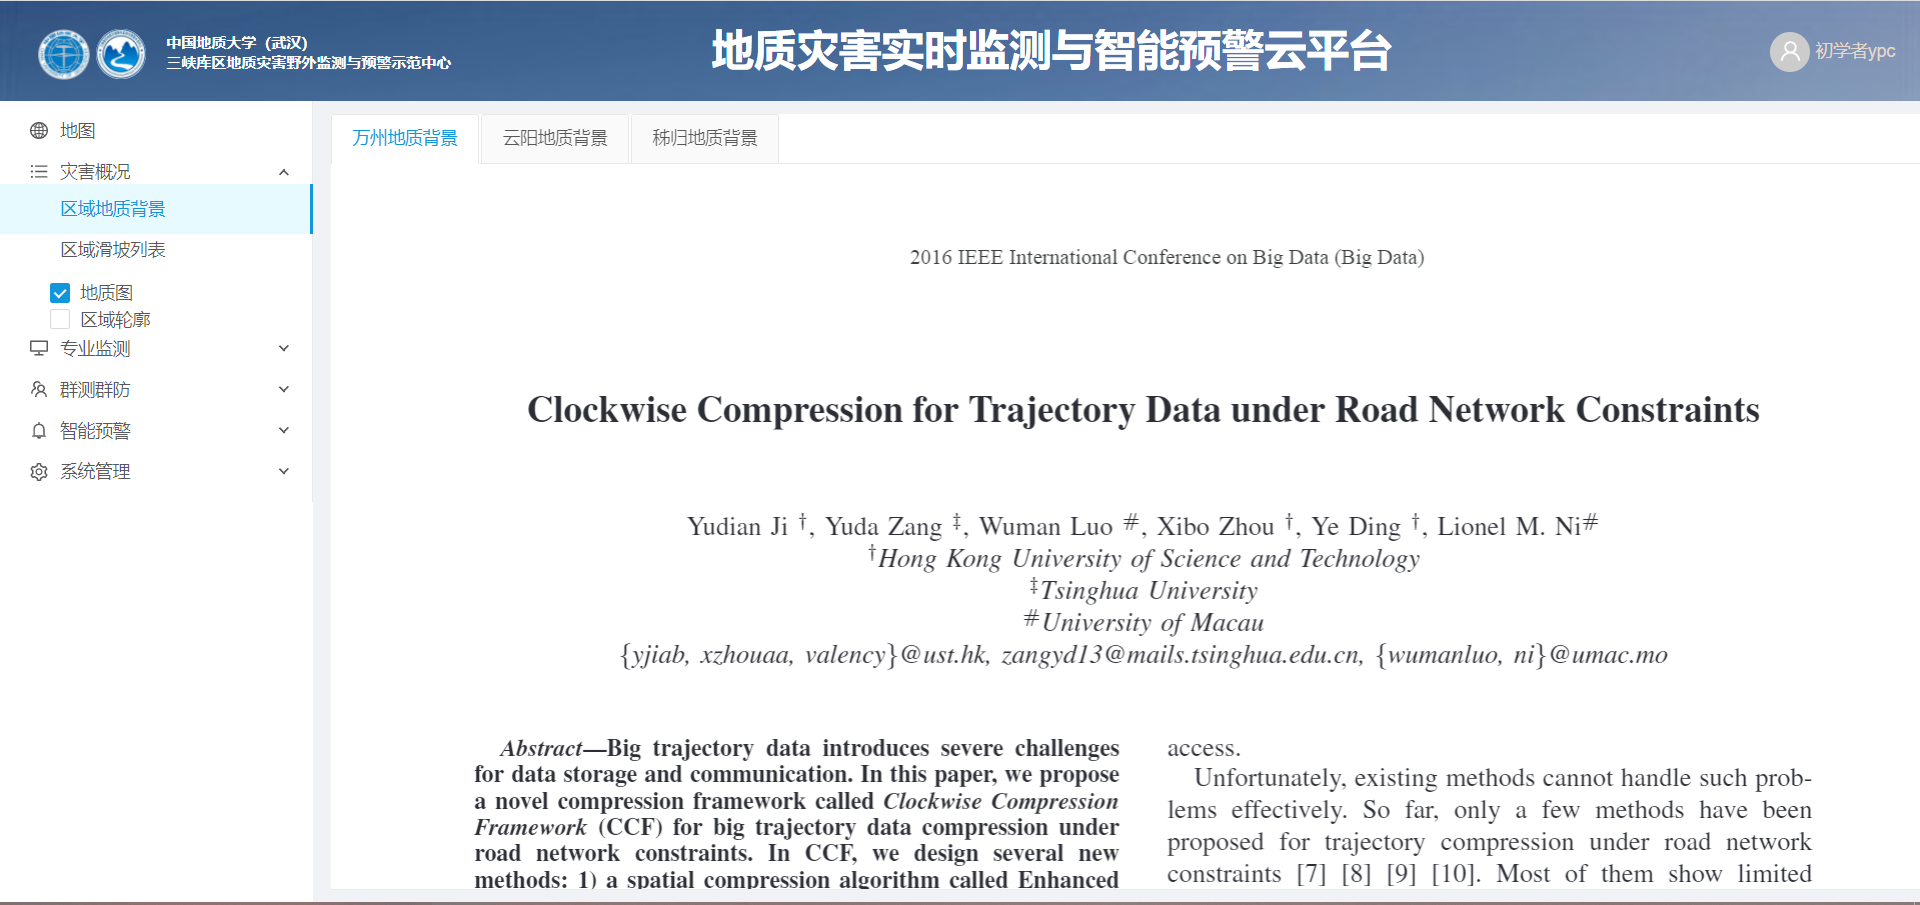 中国地质大学（武汉）
三峡库区地质灾害野外监测与预警示范中心
地质灾害实时监测与智能预警云平台
初学者ypc
地图
灾害概况
区域地质背景
区域滑坡列表
地质图
区域轮廓
专业监测
群测群防
智能预警
系统管理
万州地质背景
云阳地质背景
秭归地质背景
2016 IEEE International Conference on Big Data (Big Data)
Clockwise Compression for Trajectory Data under Road Network Constraints
Yudian Ji †, Yuda Zang ‡, Wuman Luo #, Xibo Zhou †, Ye Ding †, Lionel M. Ni#
†Hong Kong University of Science and Technology
‡Tsinghua University
#University of Macau
{yjiab, xzhouaa, valency}@ust.hk, zangyd13@mails.tsinghua.edu.cn, {wumanluo, ni}@umac.mo
Abstract—Big trajectory data introduces severe challenges
for data storage and communication. In this paper, we propose
a novel compression framework called Clockwise Compression
Framework (CCF) for big trajectory data compression under
road network constraints. In CCF, we design several new
methods: 1) a spatial compression algorithm called Enhanced
access.
Unfortunately, existing methods cannot handle such prob-
lems effectively. So far, only a few methods have been
proposed for trajectory compression under road network
constraints [7] [8] [9] [10]. Most of them show limited